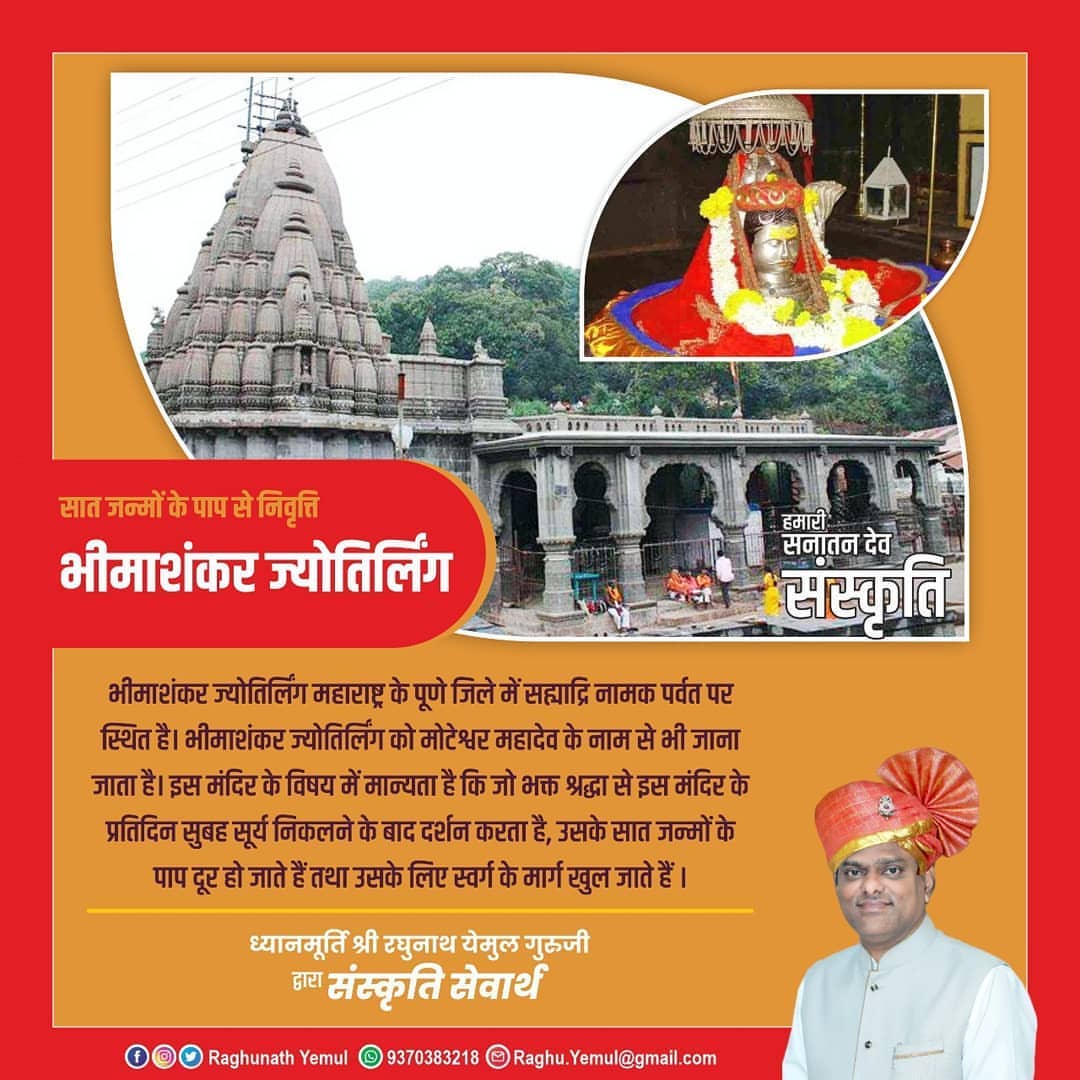 सात जन्मों के पाप से निवृत्ति
भीमाशंकर ज्योतिर्लिंग
हमारी
सनातन देव
संस्कृति
भीमाशंकर ज्योतिर्लिंग महाराष्ट्र के पूणे जिले में सह्याद्रि नामक पर्वत पर
स्थित है। भीमाशंकर ज्योतिर्लिंग को मोटेश्वर महादेव के नाम से भी जाना
जाता है। इस मंदिर के विषय में मान्यता है कि जो भक्त श्रद्धा से इस मंदिर के
प्रतिदिन सुबह सूर्य निकलने के बाद दर्शन करता है, उसके सात जन्मों के
पाप दूर हो जाते हैं तथा उसके लिए स्वर्ग के मार्ग खुल जाते हैं ।
ध्यानमूर्ति श्री रघुनाथ येमुल गुरुजी
द्वारा संस्कृति सेवार्थ
Raghunath Yemul 9370383218 Raghu.Yemul@gmail.com